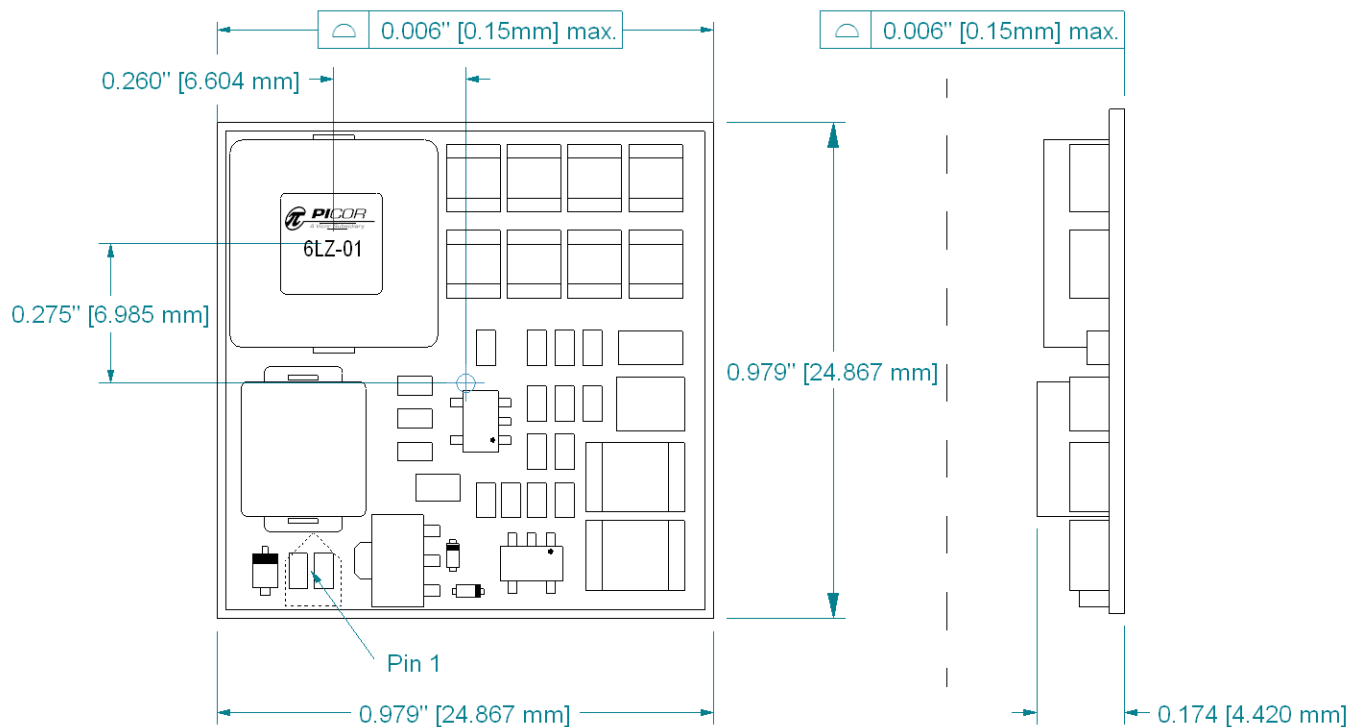 0.006" [0.15mm] max.
0.006" [0.15mm] max.
0.260" [6.604 mm]
PICOR
A Vicor Subsidiary
6LZ-01
0.275" [6.985 mm]
0.979" [24.867 mm]
Pin 1
0.979" [24.867 mm]
0.174 [4.420 mm]